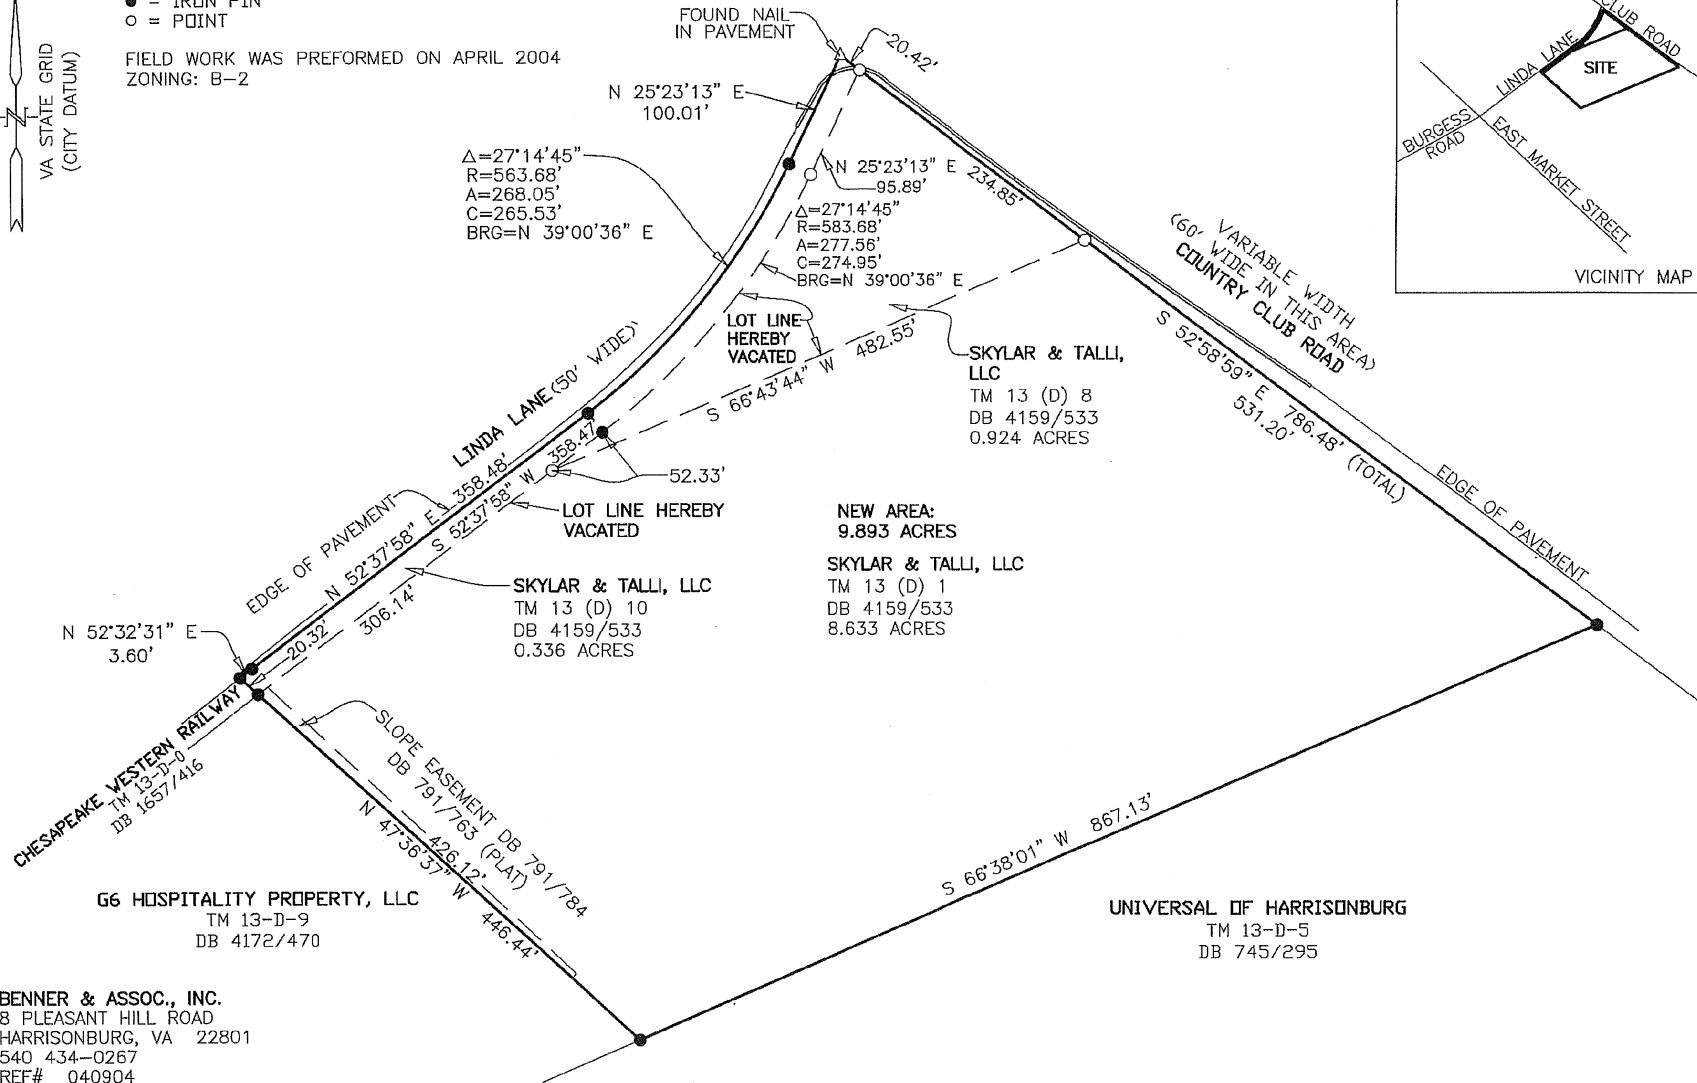 ● = IRON PIN
○ = POINT
FIELD WORK WAS PREFORMED ON APRIL 2004
ZONING: B-2
VA STATE GRID
(CITY DATUM)
N
FOUND NAIL
IN PAVEMENT
20.42'
N 25°23'13" E
100.01'
△=27°14'45"
R=563.68'
A=268.05'
C=265.53'
BRG=N 39°00'36" E
N 25°23'13" E
95.89'
△=27°14'45"
R=583.68'
A=277.56'
C=274.95'
BRG=N 39°00'36" E
234.85'
VARIABLE WIDTH
(60' WIDE IN THIS AREA)
COUNTRY CLUB ROAD
S 52°58'59" E 786.48' (TOTAL)
531.20'
EDGE OF PAVEMENT
CLUB ROAD
LINDA LANE
SITE
BURGESS
ROAD
EAST MARKET STREET
VICINITY MAP
LOT LINE
HEREBY
VACATED
S 66°43'44" W 482.55'
SKYLAR & TALLI,
LLC
TM 13 (D) 8
DB 4159/533
0.924 ACRES
LINDA LANE (50' WIDE)
EDGE OF PAVEMENT
N 52°37'58" E 358.48'
S 52°37'58" W 358.47'
52.33'
306.14'
LOT LINE HEREBY
VACATED
NEW AREA:
9.893 ACRES
SKYLAR & TALLI, LLC
TM 13 (D) 1
DB 4159/533
8.633 ACRES
SKYLAR & TALLI, LLC
TM 13 (D) 10
DB 4159/533
0.336 ACRES
N 52°32'31" E
3.60'
20.32'
CHESAPEAKE WESTERN RAILWAY
TM 13-D-0
DB 1657/416
SLOPE EASEMENT DB 791/784
DB 791/763 (PLAT)
426.12'
N 47°36'37" W 446.44'
S 66°38'01" W 867.13'
G6 HOSPITALITY PROPERTY, LLC
TM 13-D-9
DB 4172/470
UNIVERSAL OF HARRISONBURG
TM 13-D-5
DB 745/295
BENNER & ASSOC., INC.
8 PLEASANT HILL ROAD
HARRISONBURG, VA 22801
540 434-0267
REF# 040904